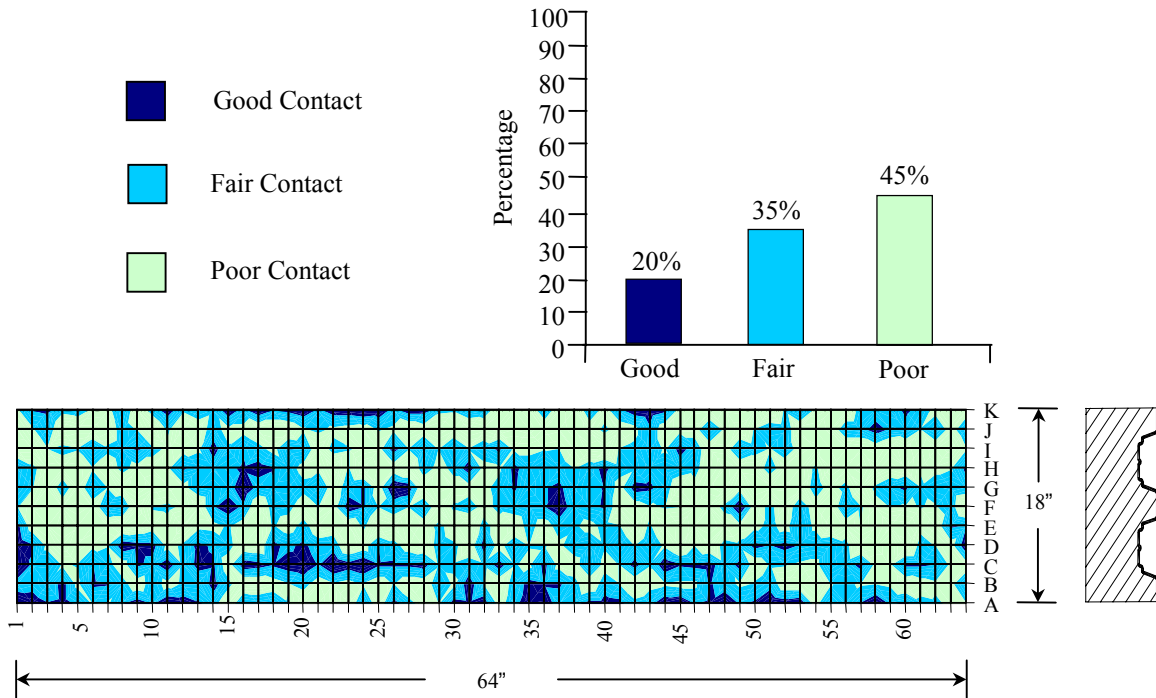 Good Contact
Fair Contact
Poor Contact
Percentage
100
90
80
70
60
50
40
30
20
10
0
20%
35%
45%
Good Fair Poor
K
J
I
H
G
F
E
D
C
B
A
1 5 10 15 20 25 30 35 40 45 50 55 60
64”
18”